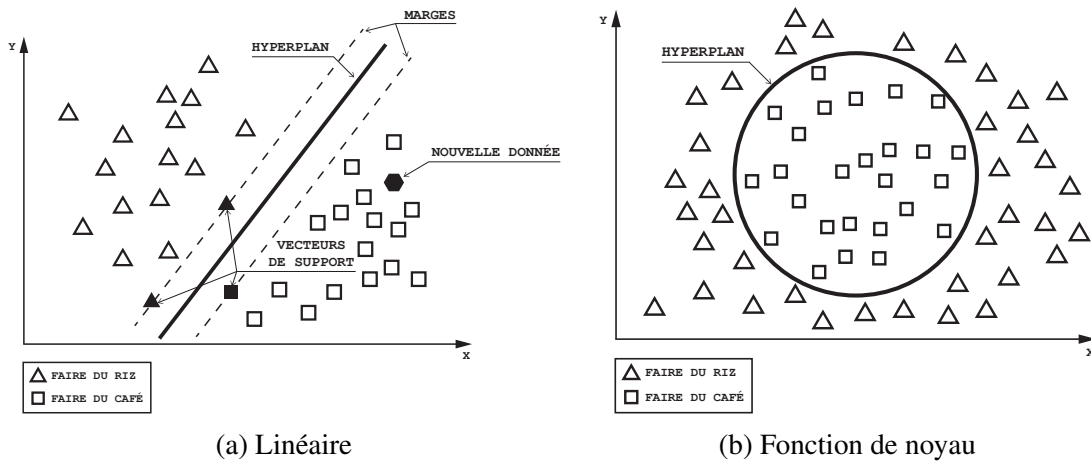 MARGES
Y
HYPERPLAN
NOUVELLE DONNÉE
VECTEURS
DE SUPPORT
X
FAIRE DU RIZ
FAIRE DU CAFÉ
(a) Linéaire
Y
HYPERPLAN
X
FAIRE DU RIZ
FAIRE DU CAFÉ
(b) Fonction de noyau